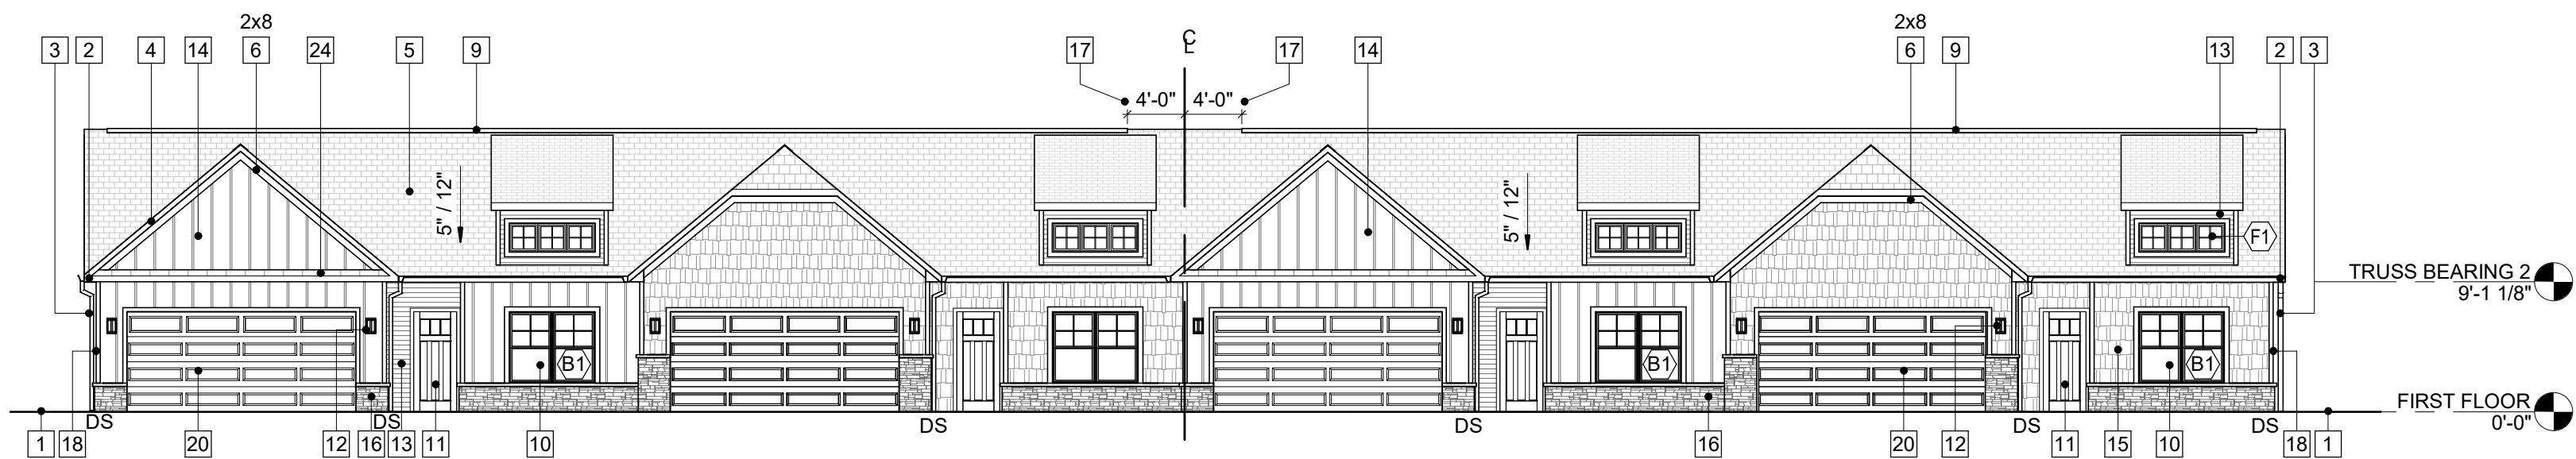 2x8
2x8
3
2
4
14
6
24
5
9
17
℄
17
14
6
9
13
2
3
4'-0"
4'-0"
5" / 12"
5" / 12"
F1
TRUSS BEARING 2
9'-1 1/8"
B1
B1
B1
FIRST FLOOR
0'-0"
DS
DS
DS
DS
DS
DS
1
18
20
12
16
13
11
10
16
20
12
11
15
10
18
1